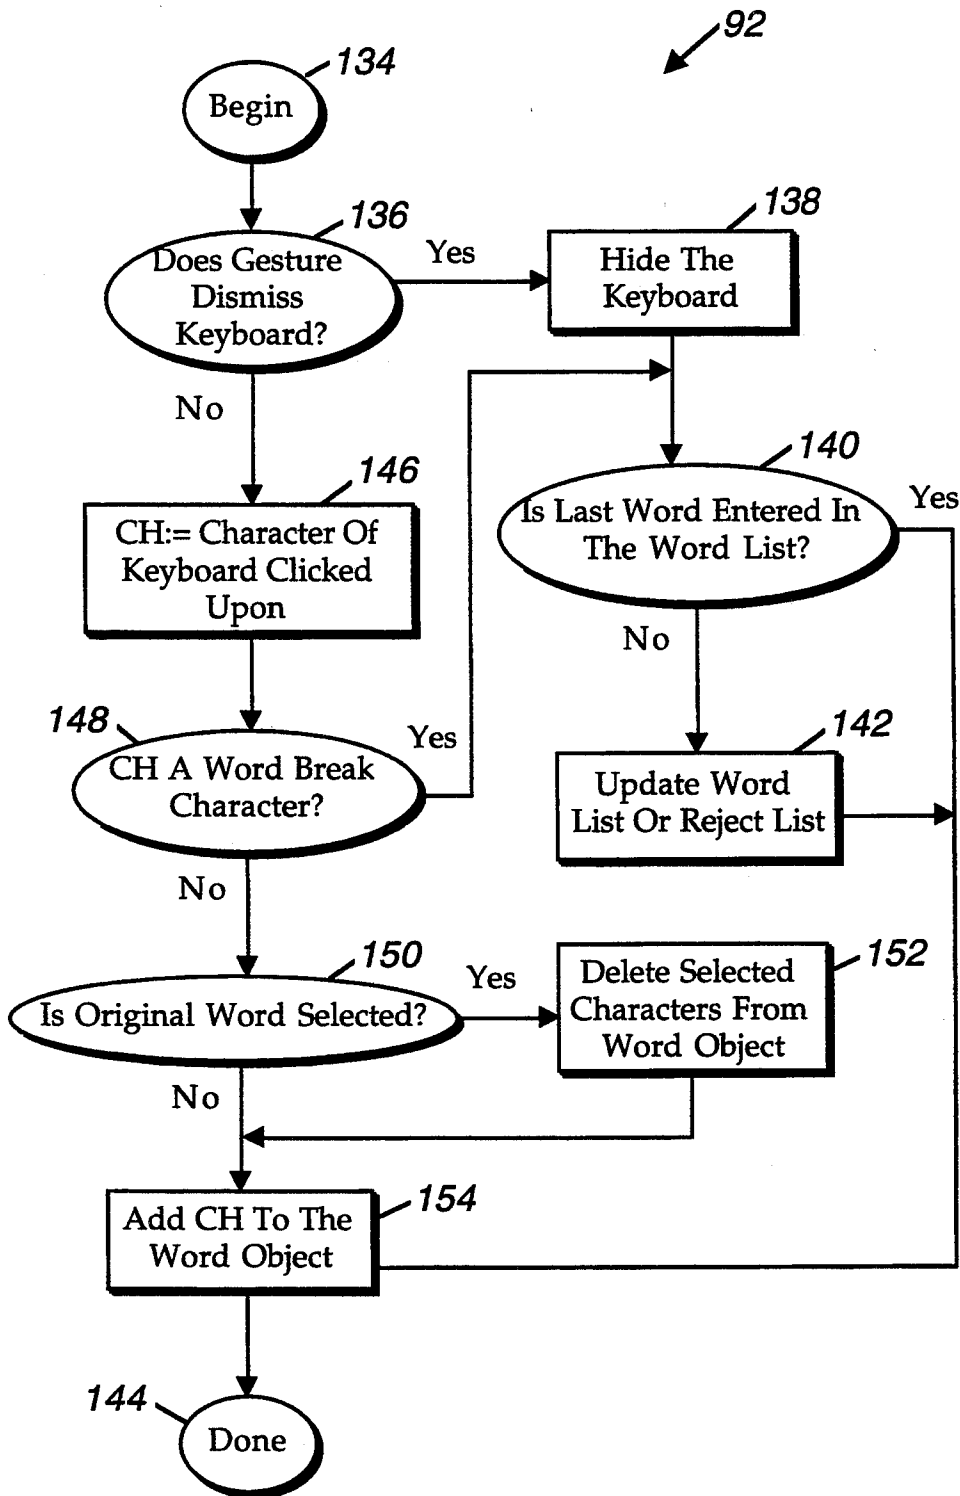 92
134
Begin
136
Does Gesture
Dismiss
Keyboard?
Yes
138
Hide The
Keyboard
No
146
CH:= Character Of
Keyboard Clicked
Upon
140
Is Last Word Entered In
The Word List?
Yes
No
148
CH A Word Break
Character?
Yes
142
Update Word
List Or Reject List
No
150
Is Original Word Selected?
Yes
152
Delete Selected
Characters From
Word Object
No
154
Add CH To The
Word Object
144
Done